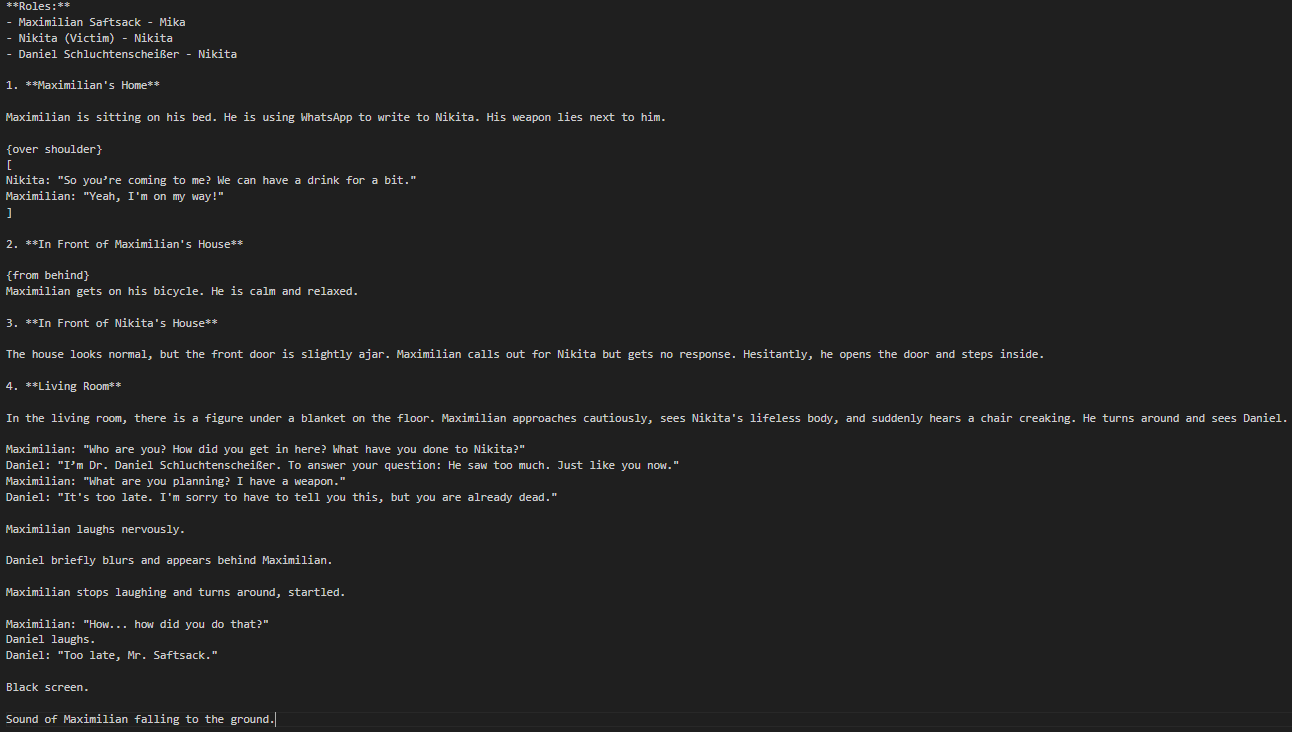 **Roles:**
- Maximilian Saftsack - Mika
- Nikita (Victim) - Nikita
- Daniel Schluchtenscheißer - Nikita
1. **Maximilian's Home**
Maximilian is sitting on his bed. He is using WhatsApp to write to Nikita. His weapon lies next to him.
{over shoulder}
[
Nikita: "So you’re coming to me? We can have a drink for a bit."
Maximilian: "Yeah, I'm on my way!"
]
2. **In Front of Maximilian's House**
{from behind}
Maximilian gets on his bicycle. He is calm and relaxed.
3. **In Front of Nikita's House**
The house looks normal, but the front door is slightly ajar. Maximilian calls out for Nikita but gets no response. Hesitantly, he opens the door and steps inside.
4. **Living Room**
In the living room, there is a figure under a blanket on the floor. Maximilian approaches cautiously, sees Nikita's lifeless body, and suddenly hears a chair creaking. He turns around and sees Daniel.
Maximilian: "Who are you? How did you get in here? What have you done to Nikita?"
Daniel: "I’m Dr. Daniel Schluchtenscheißer. To answer your question: He saw too much. Just like you now."
Maximilian: "What are you planning? I have a weapon."
Daniel: "It's too late. I'm sorry to have to tell you this, but you are already dead."
Maximilian laughs nervously.
Daniel briefly blurs and appears behind Maximilian.
Maximilian stops laughing and turns around, startled.
Maximilian: "How... how did you do that?"
Daniel laughs.
Daniel: "Too late, Mr. Saftsack."
Black screen.
Sound of Maximilian falling to the ground.